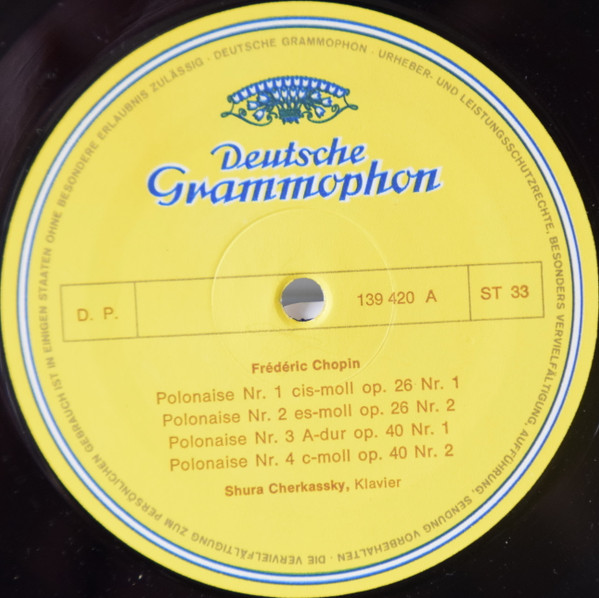 Deutsche
Grammophon
D. P.
139 420 A
ST 33
Frédéric Chopin
Polonaise Nr. 1 cis-moll op. 26 Nr. 1
Polonaise Nr. 2 es-moll op. 26 Nr. 2
Polonaise Nr. 3 A-dur op. 40 Nr. 1
Polonaise Nr. 4 c-moll op. 40 Nr. 2
Shura Cherkassky, Klavier
DEUTSCHE GRAMMOPHON · URHEBER- UND LEISTUNGSSCHUTZRECHTE, BESONDERS VERVIELFÄLTIGUNG, AUFFÜHRUNG, SENDUNG VORBEHALTEN · DIE VERVIELFÄLTIGUNG ZUM PERSÖNLICHEN GEBRAUCH IST IN EINIGEN STAATEN OHNE BESONDERE ERLAUBNIS ZULÄSSIG ·